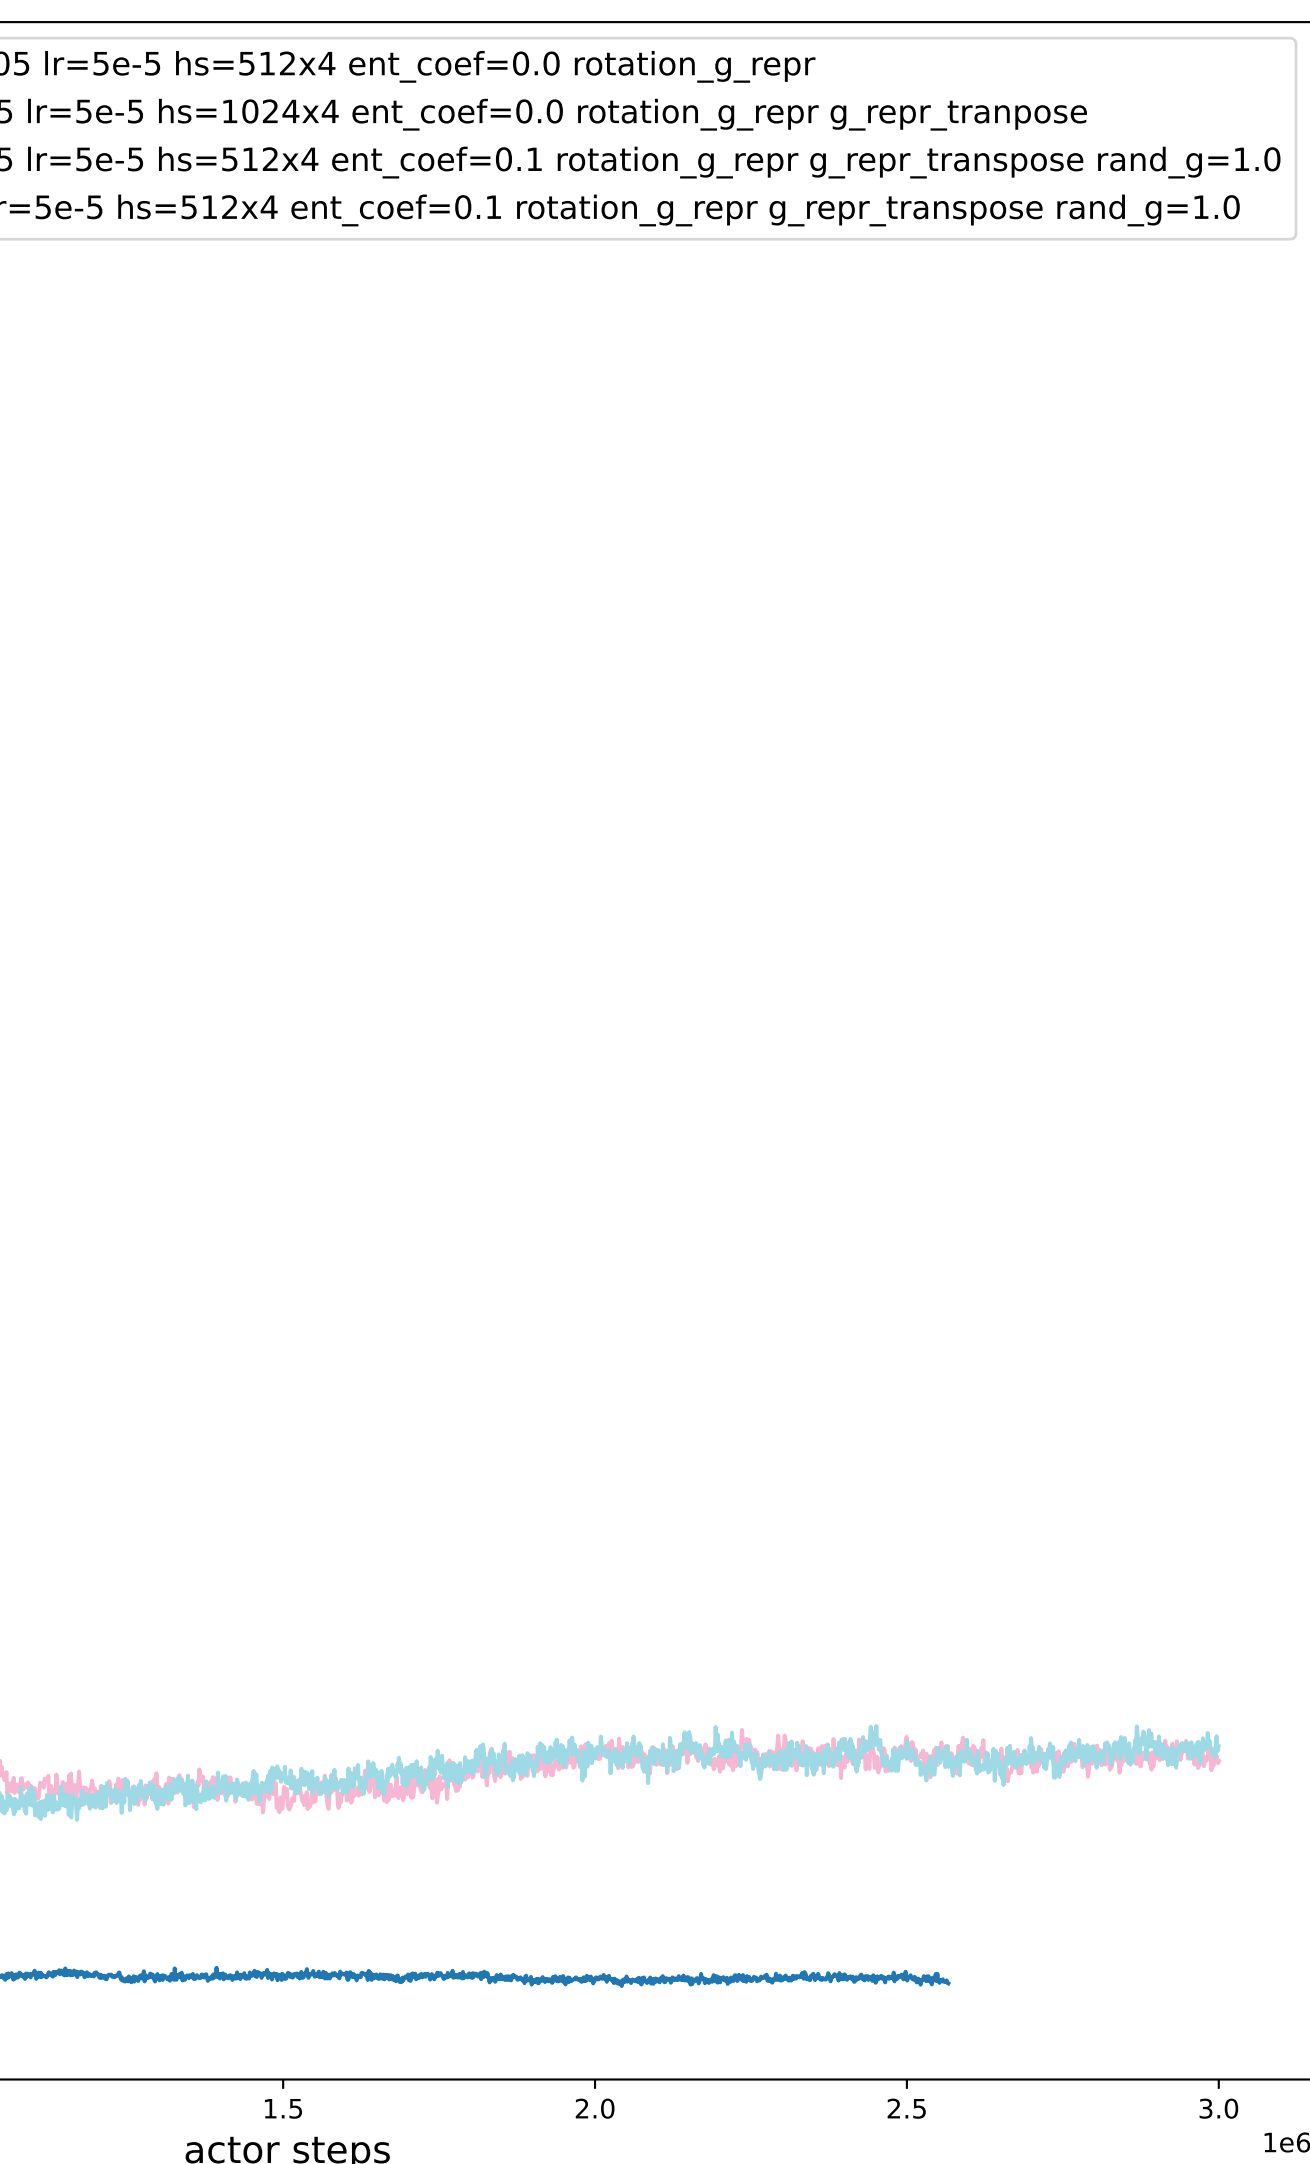 05 lr=5e-5 hs=512x4 ent_coef=0.0 rotation_g_repr
5 lr=5e-5 hs=1024x4 ent_coef=0.0 rotation_g_repr g_repr_tranpose
5 lr=5e-5 hs=512x4 ent_coef=0.1 rotation_g_repr g_repr_transpose rand_g=1.0
r=5e-5 hs=512x4 ent_coef=0.1 rotation_g_repr g_repr_transpose rand_g=1.0
1.5 2.0 2.5 3.0
actor steps 1e6